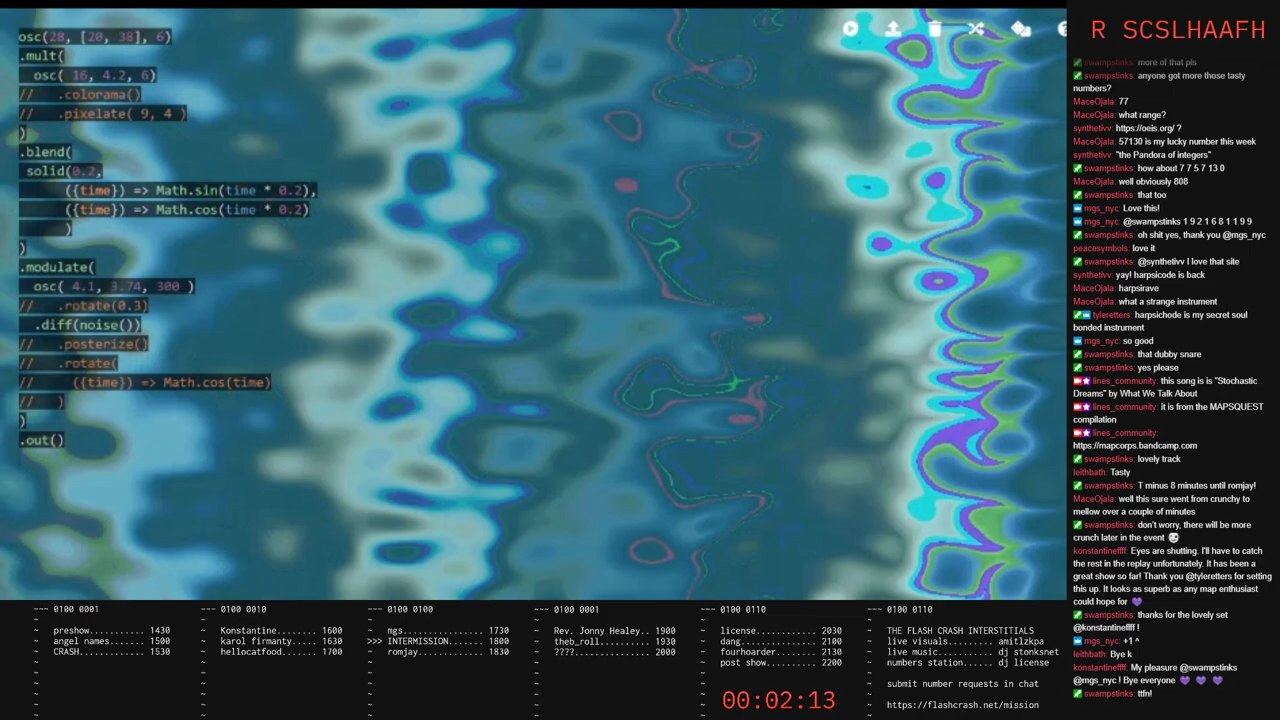 osc(28, [20, 38], 6)
.mult(
osc( 16, 4.2, 6)
// .colorama()
// .pixelate( 9, 4 )
)
.blend(
solid(0.2,
({time}) => Math.sin(time * 0.2),
({time}) => Math.cos(time * 0.2)
)
)
.modulate(
osc( 4.1, 3.74, 300 )
// .rotate(0.3)
.diff(noise())
// .posterize()
// .rotate(
// ({time}) => Math.cos(time)
// )
)
.out()
R SCSLHAAFH
swampstinks: more of that pls
swampstinks: anyone got more those tasty
numbers?
MaceOjala: 77
MaceOjala: what range?
synthetivv: https://oeis.org/ ?
MaceOjala: 57130 is my lucky number this week
synthetivv: "the Pandora of integers"
swampstinks: how about 7 7 5 7 13 0
MaceOjala: well obviously 808
swampstinks: that too
mgs_nyc: Love this!
mgs_nyc: @swampstinks 1 9 2 1 6 8 1 1 9 9
swampstinks: oh shit yes, thank you @mgs_nyc
peacesymbols: love it
swampstinks: @synthetivv I love that site
synthetivv: yay! harpsicode is back
MaceOjala: harpsirave
MaceOjala: what a strange instrument
tyleretters: harpsichode is my secret soul
bonded instrument
mgs_nyc: so good
swampstinks: that dubby snare
swampstinks: yes please
lines_community: this song is is "Stochastic
Dreams" by What We Talk About
lines_community: it is from the MAPSQUEST
compilation
lines_community:
https://mapcorps.bandcamp.com
swampstinks: lovely track
leithbath: Tasty
swampstinks: T minus 8 minutes until romjay!
MaceOjala: well this sure went from crunchy to
mellow over a couple of minutes
swampstinks: don't worry, there will be more
crunch later in the event
konstantineffff: Eyes are shutting. I'll have to catch
the rest in the replay unfortunately. It has been a
great show so far! Thank you @tyleretters for setting
this up. It looks as superb as any map enthusiast
could hope for 💜
swampstinks: thanks for the lovely set
@konstantineffff !
mgs_nyc: +1 ^
leithbath: Bye k
konstantineffff: My pleasure @swampstinks
@mgs_nyc ! Bye everyone 💜 💜 💜
swampstinks: ttfn!
~~~ 0100 0001
~
~ preshow.......... 1430
~ angel names...... 1500
~ CRASH............ 1530
~~~ 0100 0010
~
~ Konstantine....... 1600
~ karol firmanty.... 1630
~ hellocatfood...... 1700
~~~ 0100 0100
~
~ mgs............... 1730
>>> INTERMISSION...... 1800
~ romjay............ 1830
~~~ 0100 0001
~
~ Rev. Jonny Healey.. 1900
~ theb_roll.......... 1930
~ ????............... 2000
~~~ 0100 0110
~
~ license........... 2030
~ dang.............. 2100
~ fourhoarder....... 2130
~ post show......... 2200
00:02:13
~~~ 0100 0110
~
~ THE FLASH CRASH INTERSTITIALS
~ live visuals...... amitlzkpa
~ live music........ dj stonksnet
~ numbers station... dj license
~
~ submit number requests in chat
~
~ https://flashcrash.net/mission
~